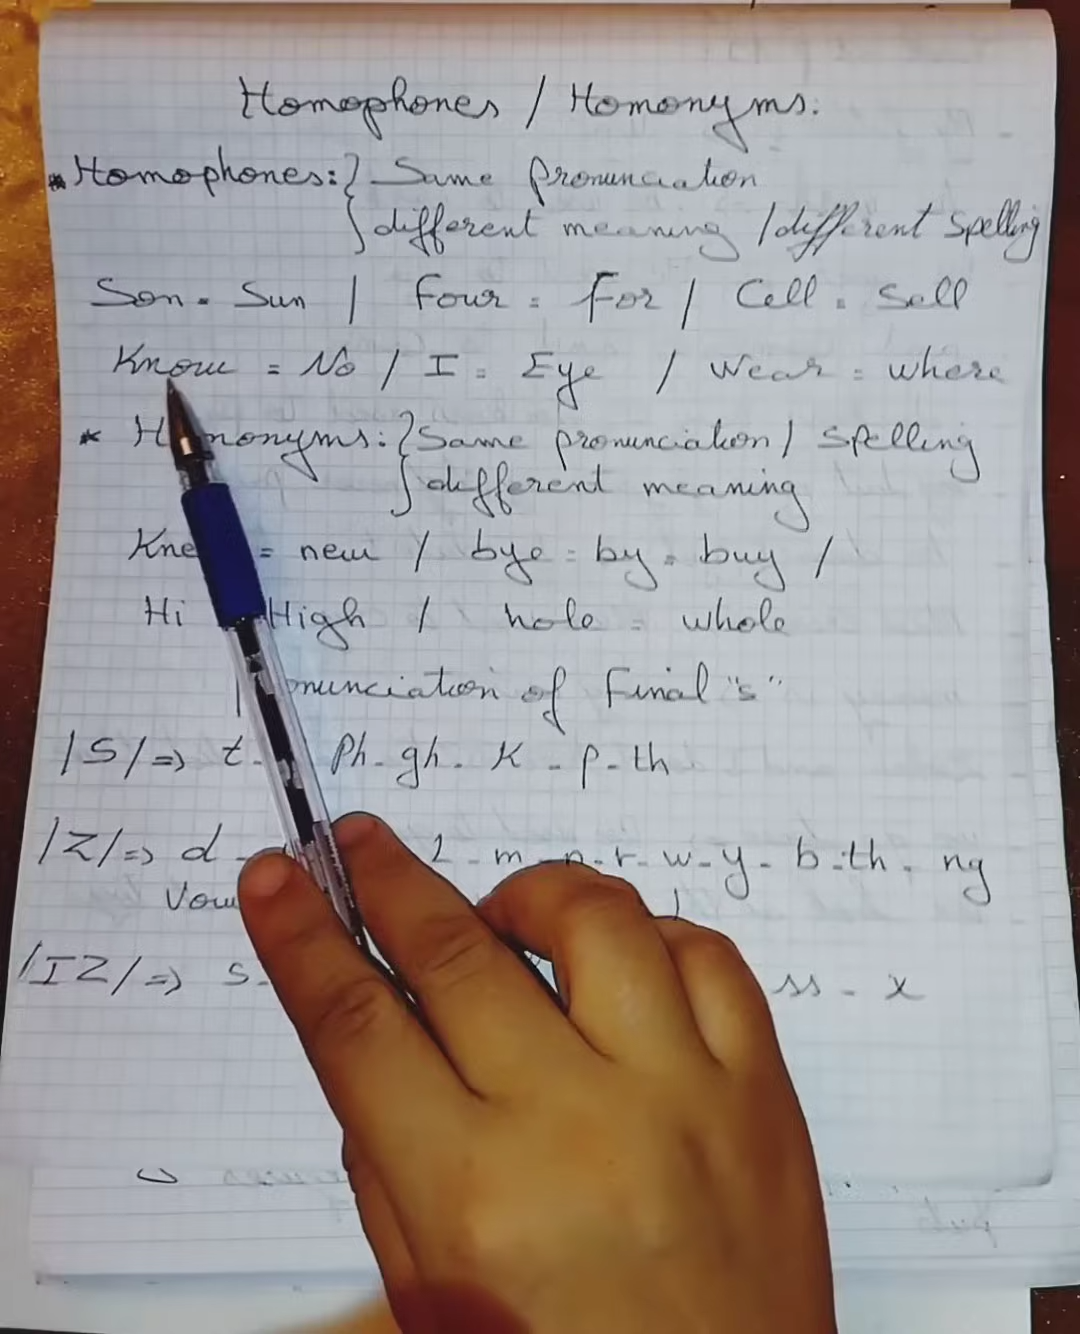 Homophones / Homonyms:
* Homophones: } Same pronunciation
different meaning / different spelling
Son = Sun / Four = For / Cell = Sell
Know = No / I = Eye / Wear = where
* Homonyms: { Same pronunciation / Spelling
different meaning
= new / bye = by = buy /
Hi High / hole = whole
of Final "s"
/S/ => t - ph - gh - K - p - th
/Z/ => d - l - m - n - r - w - y - b - th - ng
/IZ/ => s - ss - x